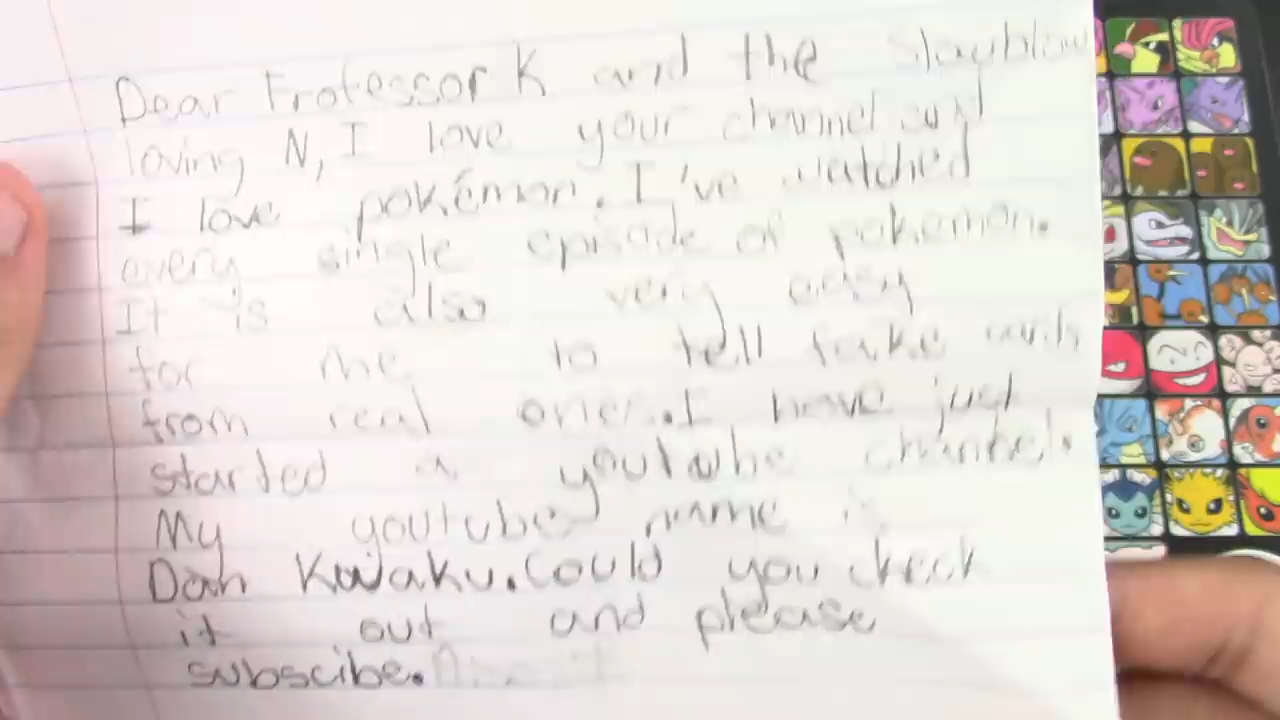 Dear Professor K and the
loving N, I love your channel and
I love pokémon. I've watched
every single episode of pokemon.
It is also very easy
for me to tell fake cards
from real ones. I have just
started a youtube channel.
My youtube name is
Dan Kwaku. Could you check
it out and please
subscibe.